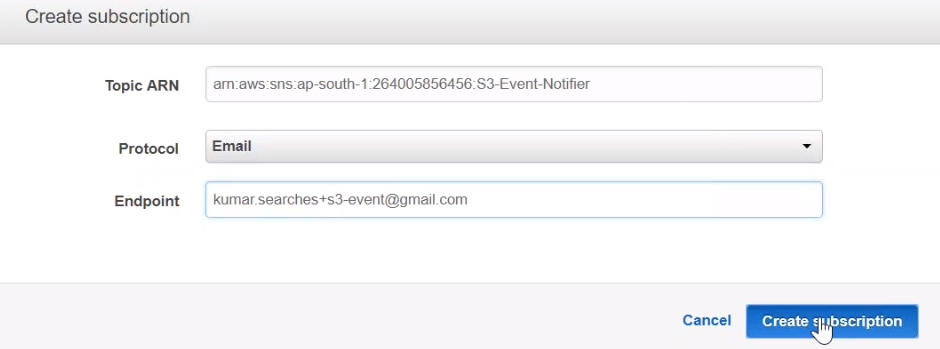 Create subscription
Topic ARN arn:aws:sns:ap-south-1:264005856456:S3-Event-Notifier
Protocol Email
Endpoint kumar.searches+s3-event@gmail.com
Cancel Create subscription